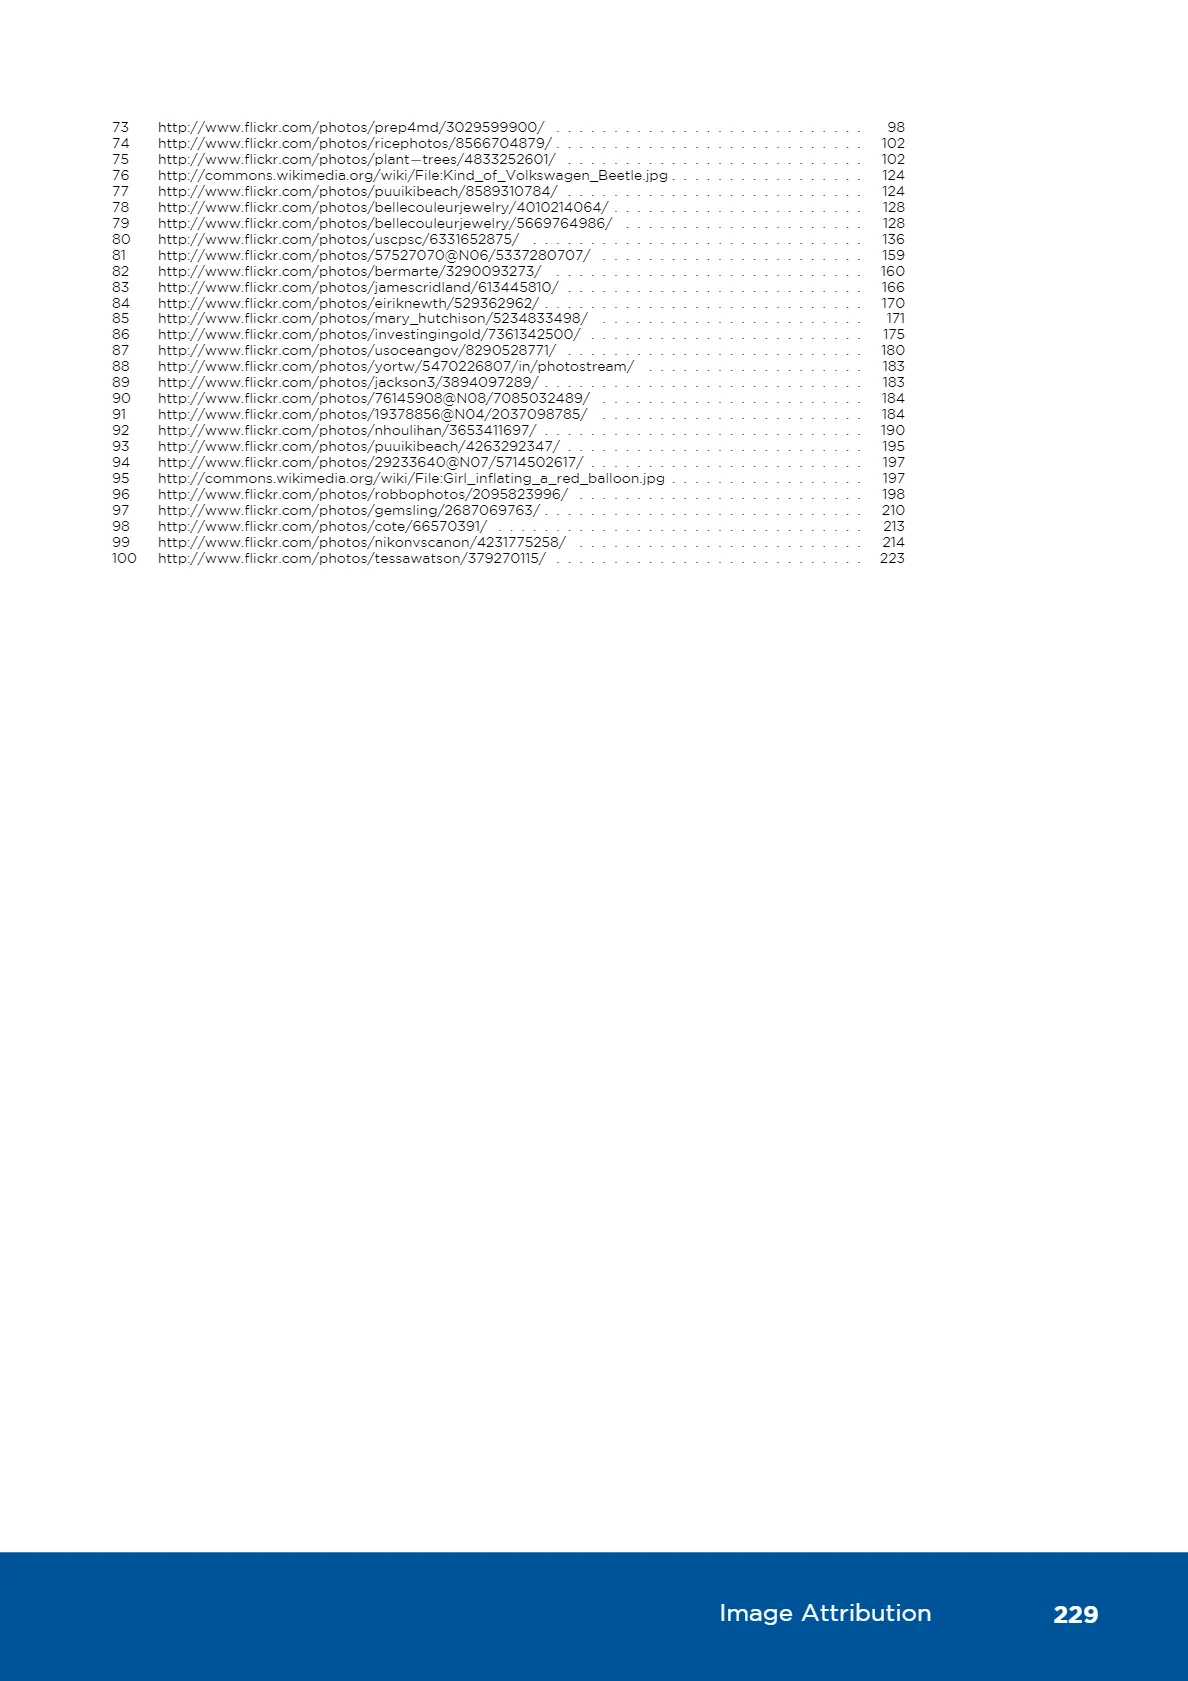 73 http://www.flickr.com/photos/prep4md/3029599900/ . . . . . . . . . . . . . . . . . . . . . . . . . . . 98
74 http://www.flickr.com/photos/ricephotos/8566704879/ . . . . . . . . . . . . . . . . . . . . . . . . . . . 102
75 http://www.flickr.com/photos/plant—trees/4833252601/ . . . . . . . . . . . . . . . . . . . . . . . . . . 102
76 http://commons.wikimedia.org/wiki/File:Kind_of_Volkswagen_Beetle.jpg . . . . . . . . . . . . . . . . . 124
77 http://www.flickr.com/photos/puuikibeach/8589310784/ . . . . . . . . . . . . . . . . . . . . . . . . . . 124
78 http://www.flickr.com/photos/bellecouleurjewelry/4010214064/ . . . . . . . . . . . . . . . . . . . . . . 128
79 http://www.flickr.com/photos/bellecouleurjewelry/5669764986/ . . . . . . . . . . . . . . . . . . . . . 128
80 http://www.flickr.com/photos/uscpsc/6331652875/ . . . . . . . . . . . . . . . . . . . . . . . . . . . . . 136
81 http://www.flickr.com/photos/57527070@N06/5337280707/ . . . . . . . . . . . . . . . . . . . . . . . 159
82 http://www.flickr.com/photos/bermarte/3290093273/ . . . . . . . . . . . . . . . . . . . . . . . . . . . 160
83 http://www.flickr.com/photos/jamescridland/613445810/ . . . . . . . . . . . . . . . . . . . . . . . . . . 166
84 http://www.flickr.com/photos/eiriknewth/529362962/ . . . . . . . . . . . . . . . . . . . . . . . . . . . . 170
85 http://www.flickr.com/photos/mary_hutchison/5234833498/ . . . . . . . . . . . . . . . . . . . . . . . 171
86 http://www.flickr.com/photos/investingingold/7361342500/ . . . . . . . . . . . . . . . . . . . . . . . . 175
87 http://www.flickr.com/photos/usoceangov/8290528771/ . . . . . . . . . . . . . . . . . . . . . . . . . . 180
88 http://www.flickr.com/photos/yortw/5470226807/in/photostream/ . . . . . . . . . . . . . . . . . . . 183
89 http://www.flickr.com/photos/jackson3/3894097289/ . . . . . . . . . . . . . . . . . . . . . . . . . . . . 183
90 http://www.flickr.com/photos/76145908@N08/7085032489/ . . . . . . . . . . . . . . . . . . . . . . . 184
91 http://www.flickr.com/photos/19378856@N04/2037098785/ . . . . . . . . . . . . . . . . . . . . . . . 184
92 http://www.flickr.com/photos/nhoulihan/3653411697/ . . . . . . . . . . . . . . . . . . . . . . . . . . . . 190
93 http://www.flickr.com/photos/puuikibeach/4263292347/ . . . . . . . . . . . . . . . . . . . . . . . . . . 195
94 http://www.flickr.com/photos/29233640@N07/5714502617/ . . . . . . . . . . . . . . . . . . . . . . . . 197
95 http://commons.wikimedia.org/wiki/File:Girl_inflating_a_red_balloon.jpg . . . . . . . . . . . . . . . . . 197
96 http://www.flickr.com/photos/robbophotos/2095823996/ . . . . . . . . . . . . . . . . . . . . . . . . . 198
97 http://www.flickr.com/photos/gemsling/2687069763/ . . . . . . . . . . . . . . . . . . . . . . . . . . . . 210
98 http://www.flickr.com/photos/cote/66570391/ . . . . . . . . . . . . . . . . . . . . . . . . . . . . . . . . 213
99 http://www.flickr.com/photos/nikonvscanon/4231775258/ . . . . . . . . . . . . . . . . . . . . . . . . . 214
100 http://www.flickr.com/photos/tessawatson/379270115/ . . . . . . . . . . . . . . . . . . . . . . . . . . . 223
Image Attribution 229